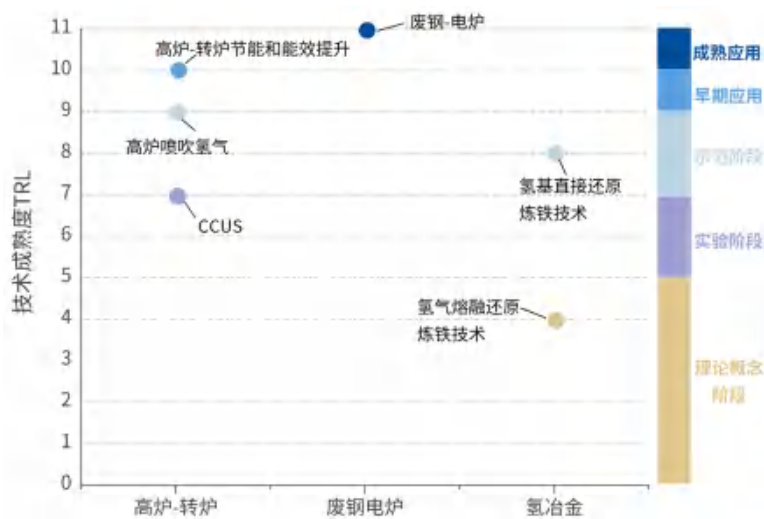 技术成熟度TRL
11
10
9
8
7
6
5
4
3
2
1
0
废钢-电炉
高炉-转炉节能和能效提升
高炉喷吹氢气
氢基直接还原
炼铁技术
CCUS
氢气熔融还原
炼铁技术
高炉-转炉
废钢电炉
氢冶金
成熟应用
早期应用
示范阶段
实验阶段
理论概念
阶段